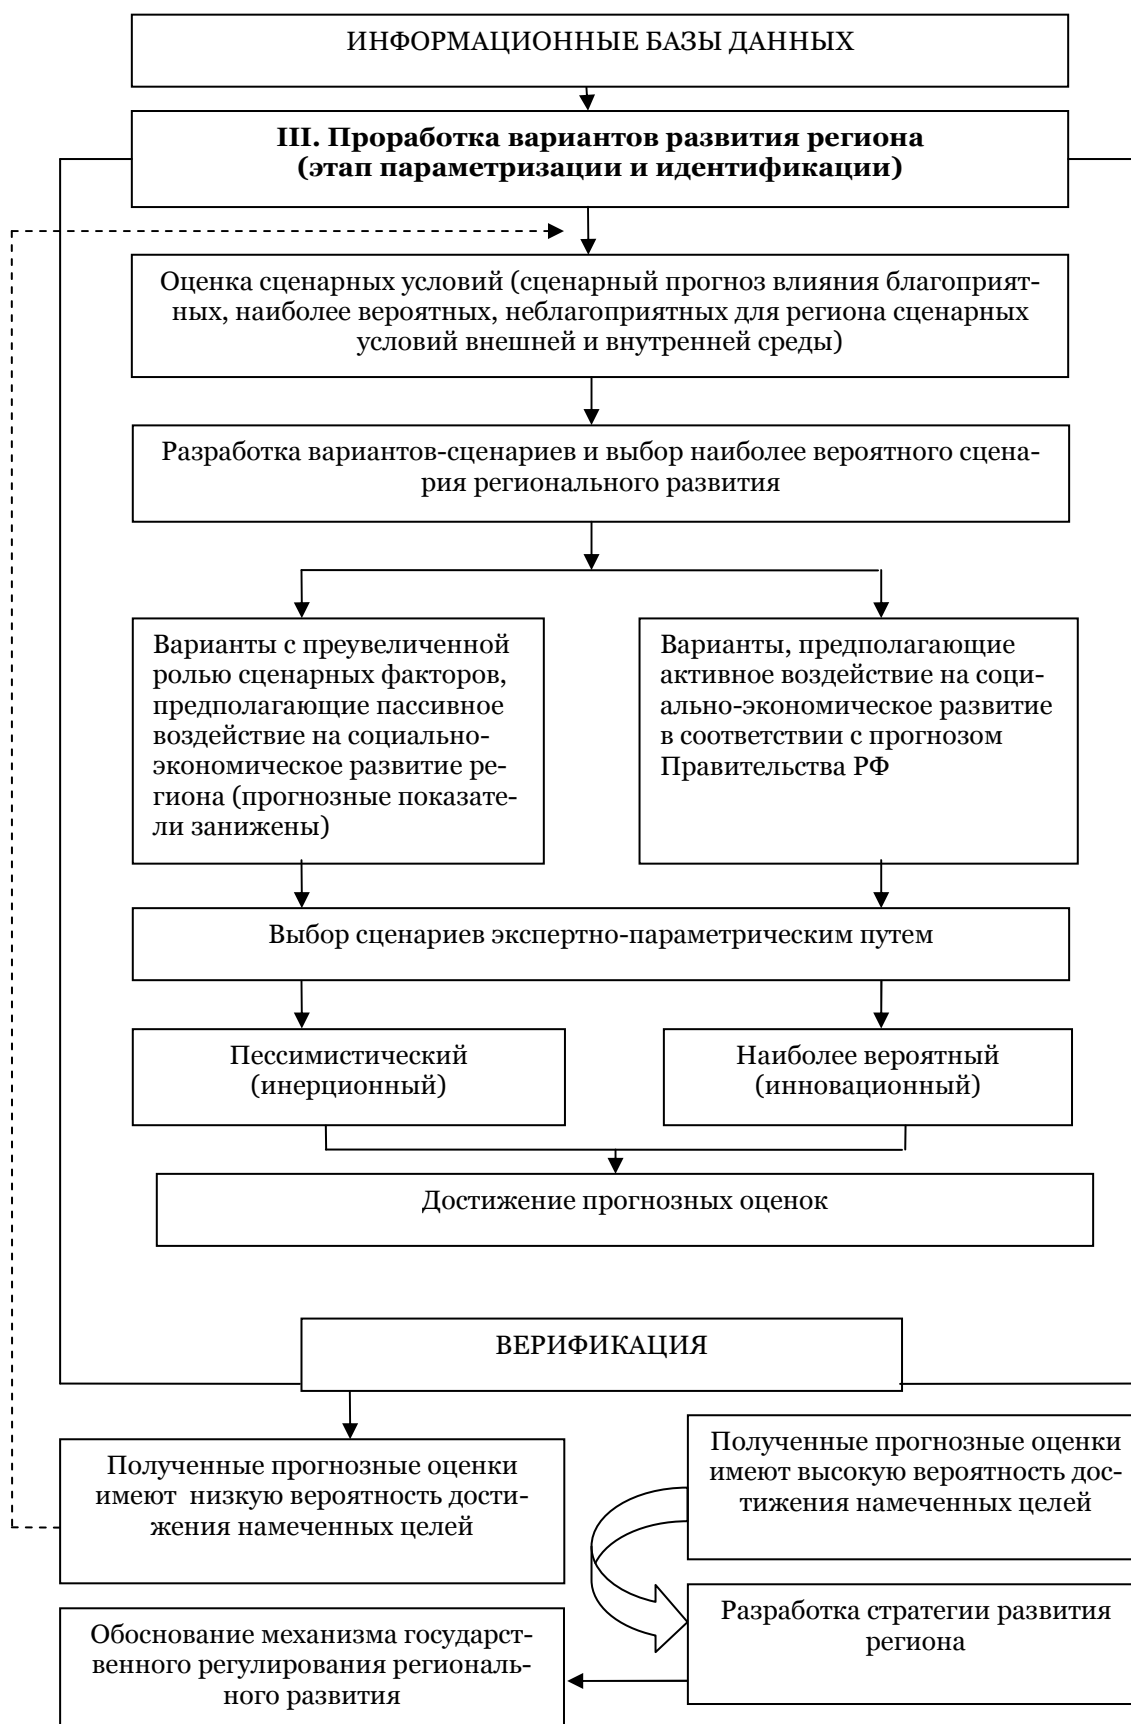 ИНФОРМАЦИОННЫЕ БАЗЫ ДАННЫХ
III. Проработка вариантов развития региона
(этап параметризации и идентификации)
Оценка сценарных условий (сценарный прогноз влияния благоприят-
ных, наиболее вероятных, неблагоприятных для региона сценарных
условий внешней и внутренней среды)
Разработка вариантов-сценариев и выбор наиболее вероятного сцена-
рия регионального развития
Варианты с преувеличенной
ролью сценарных факторов,
предполагающие пассивное
воздействие на социально-
экономическое развитие ре-
гиона (прогнозные показате-
ли занижены)
Варианты, предполагающие
активное воздействие на соци-
ально-экономическое развитие
в соответствии с прогнозом
Правительства РФ
Выбор сценариев экспертно-параметрическим путем
Пессимистический
(инерционный)
Наиболее вероятный
(инновационный)
Достижение прогнозных оценок
ВЕРИФИКАЦИЯ
Полученные прогнозные оценки
имеют низкую вероятность дости-
жения намеченных целей
Полученные прогнозные оценки
имеют высокую вероятность дос-
тижения намеченных целей
Разработка стратегии развития
региона
Обоснование механизма государст-
венного регулирования регионально-
го развития